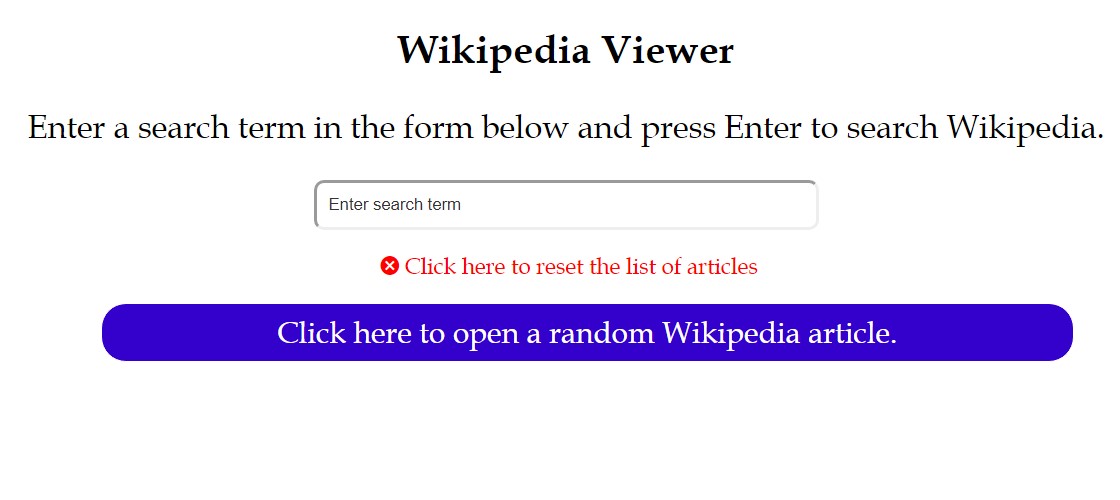 Wikipedia Viewer
Enter a search term in the form below and press Enter to search Wikipedia.
Enter search term
Click here to reset the list of articles
Click here to open a random Wikipedia article.